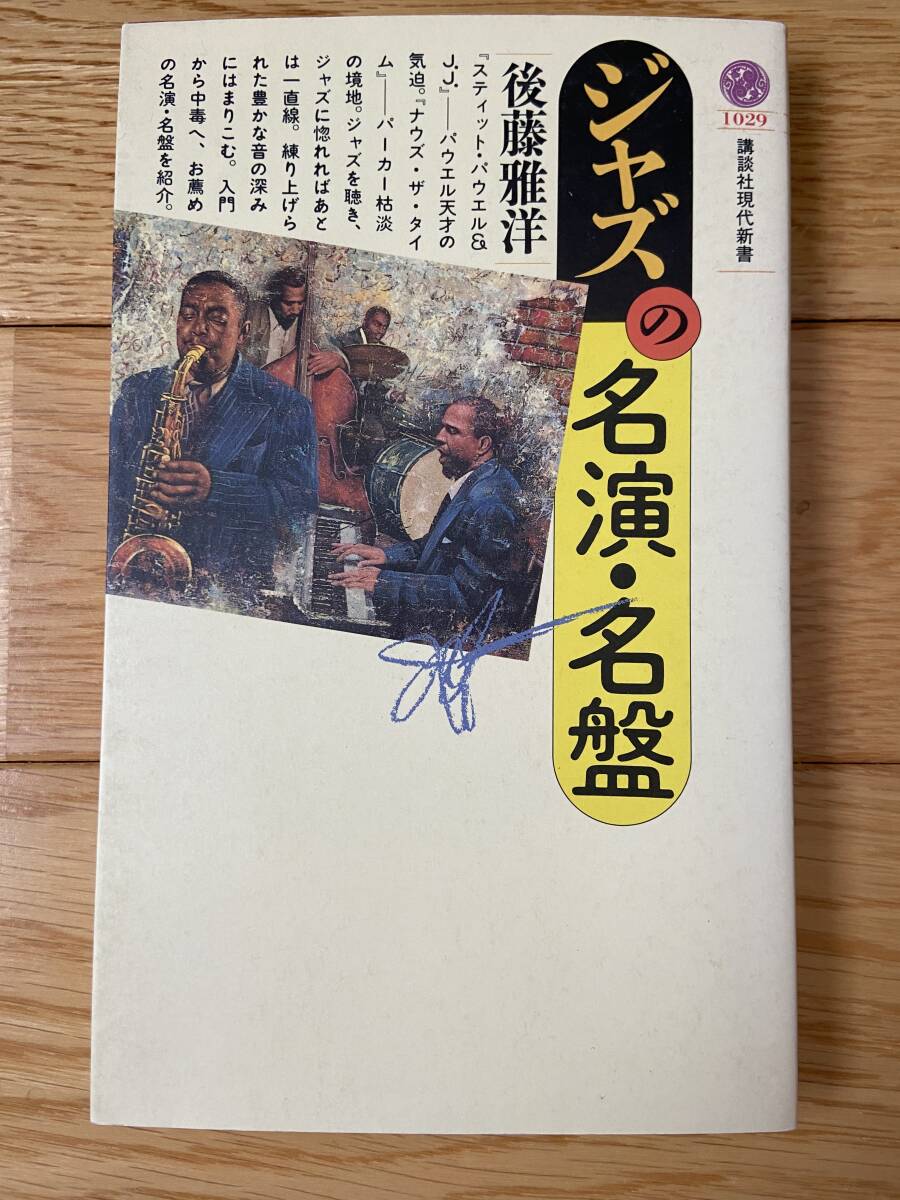 1029
講談社現代新書
ジャズの名演・名盤
後藤雅洋
『スティット・パウエル&
J.J.』――パウエル天才の
気迫。『ナウズ・ザ・タイ
ム』――パーカー枯淡
の境地。ジャズを聴き、
ジャズに惚れればあと
は一直線。練り上げら
れた豊かな音の深み
にはまりこむ。入門
から中毒へ、お薦め
の名演・名盤を紹介。